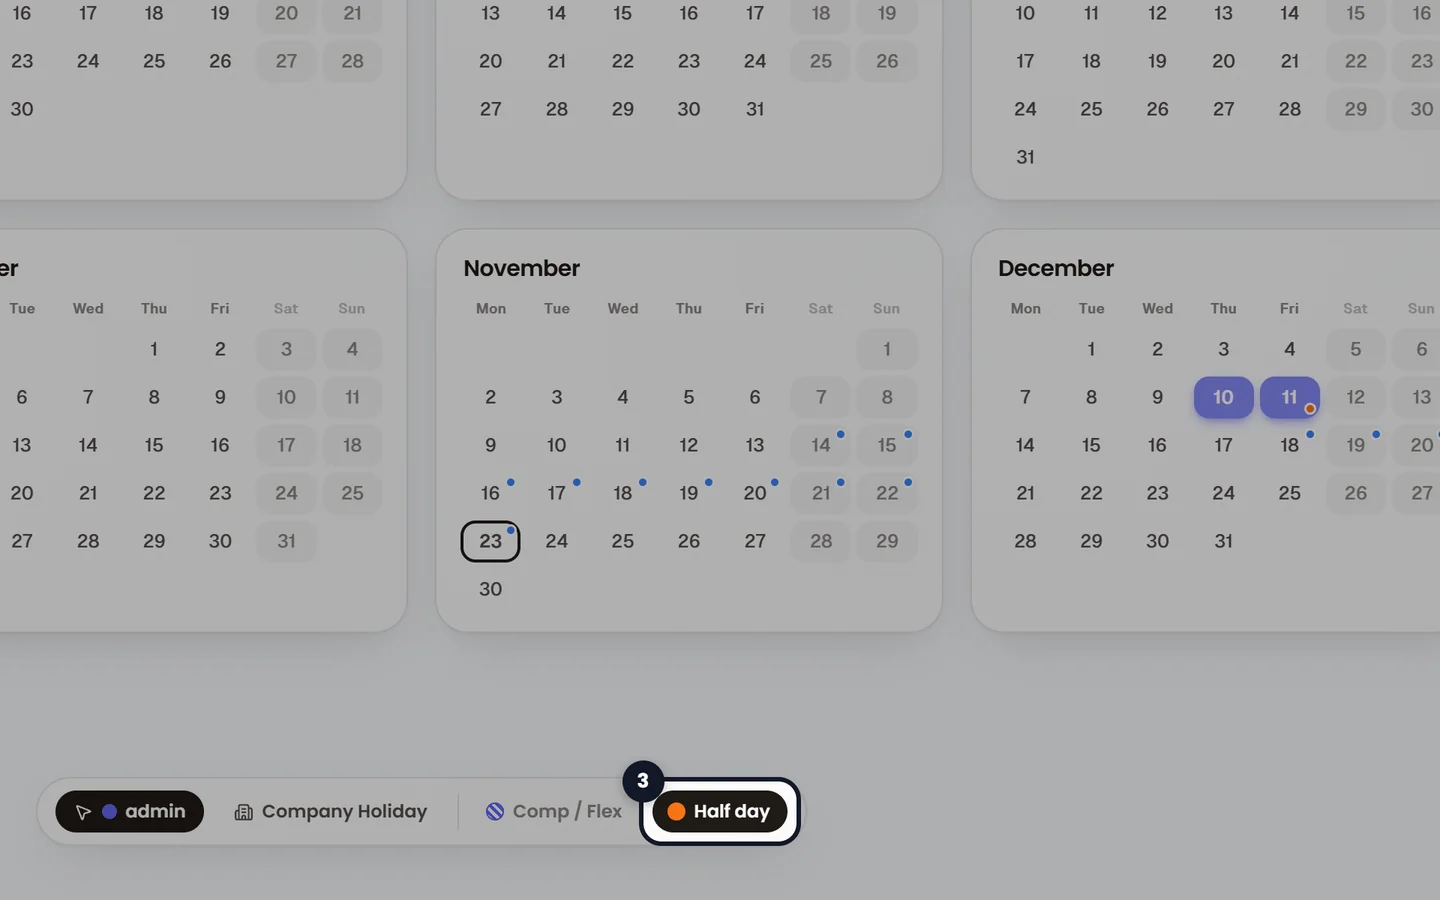 16 17 18 19 20 21
23 24 25 26 27 28
30
13 14 15 16 17 18 19
20 21 22 23 24 25 26
27 28 29 30 31
10 11 12 13 14 15 16
17 18 19 20 21 22 23
24 25 26 27 28 29 30
31
er
Tue Wed Thu Fri Sat Sun
1 2 3 4
6 7 8 9 10 11
13 14 15 16 17 18
20 21 22 23 24 25
27 28 29 30 31
November
Mon Tue Wed Thu Fri Sat Sun
1
2 3 4 5 6 7 8
9 10 11 12 13 14 15
16 17 18 19 20 21 22
23 24 25 26 27 28 29
30
December
Mon Tue Wed Thu Fri Sat Sun
1 2 3 4 5 6
7 8 9 10 11 12 13
14 15 16 17 18 19 20
21 22 23 24 25 26 27
28 29 30 31
3
admin Company Holiday Comp / Flex Half day